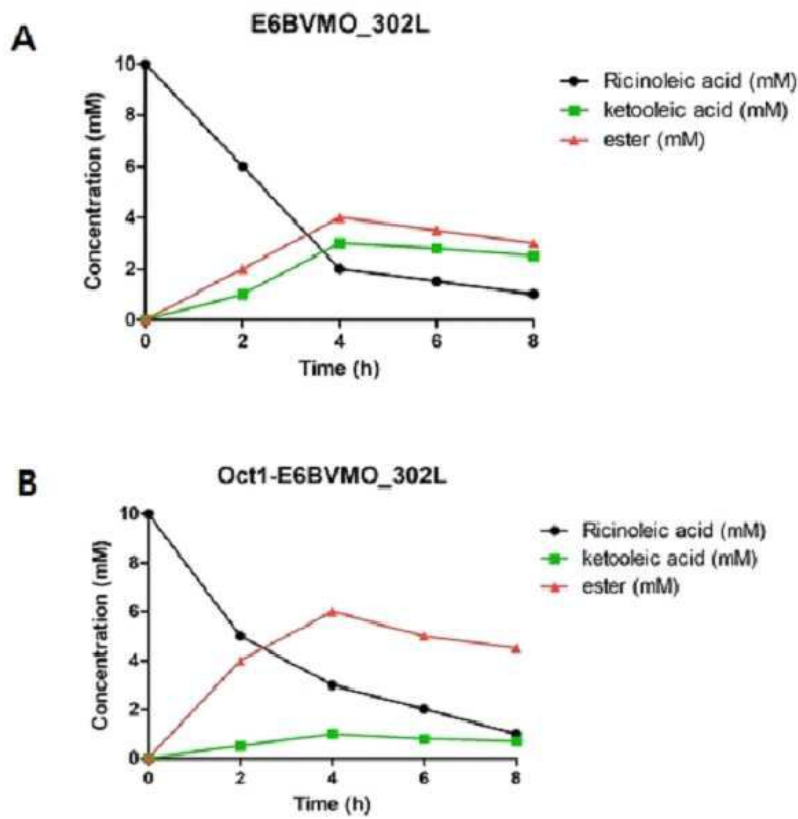 A
E6BVMO_302L
Ricinoleic acid (mM)
ketooleic acid (mM)
ester (mM)
Concentration (mM)
10
8
6
4
2
0
0 2 4 6 8
Time (h)
B
Oct1-E6BVMO_302L
Ricinoleic acid (mM)
ketooleic acid (mM)
ester (mM)
Concentration (mM)
10
8
6
4
2
0
0 2 4 6 8
Time (h)